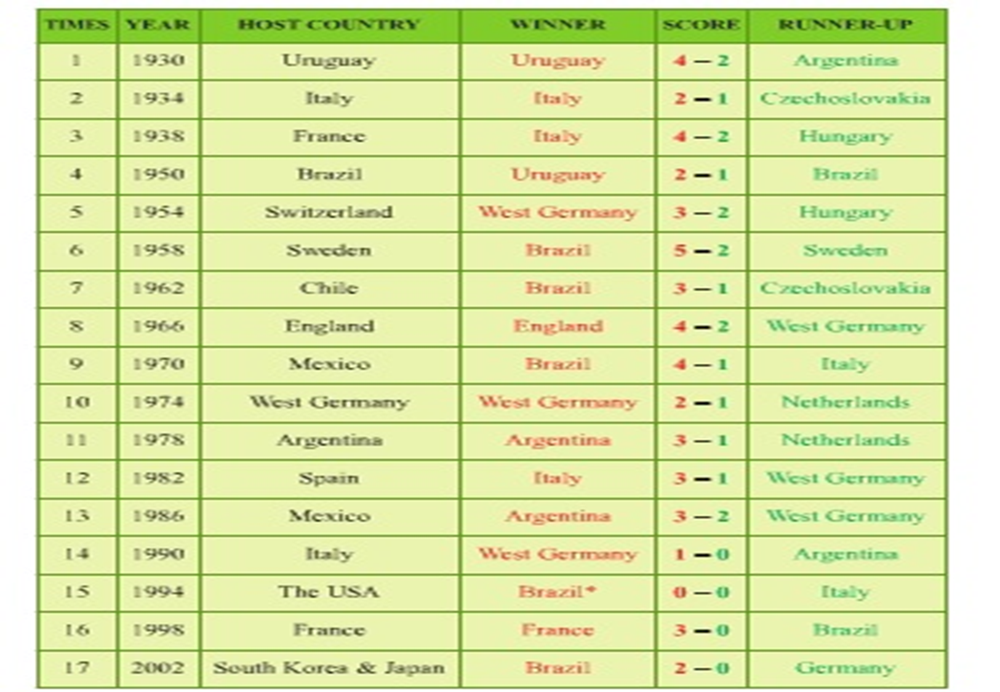 TIMES YEAR HOST COUNTRY WINNER SCORE RUNNER-UP
1 1930 Uruguay Uruguay 4 – 2 Argentina
2 1934 Italy Italy 2 – 1 Czechoslovakia
3 1938 France Italy 4 – 2 Hungary
4 1950 Brazil Uruguay 2 – 1 Brazil
5 1954 Switzerland West Germany 3 – 2 Hungary
6 1958 Sweden Brazil 5 – 2 Sweden
7 1962 Chile Brazil 3 – 1 Czechoslovakia
8 1966 England England 4 – 2 West Germany
9 1970 Mexico Brazil 4 – 1 Italy
10 1974 West Germany West Germany 2 – 1 Netherlands
11 1978 Argentina Argentina 3 – 1 Netherlands
12 1982 Spain Italy 3 – 1 West Germany
13 1986 Mexico Argentina 3 – 2 West Germany
14 1990 Italy West Germany 1 – 0 Argentina
15 1994 The USA Brazil* 0 – 0 Italy
16 1998 France France 3 – 0 Brazil
17 2002 South Korea & Japan Brazil 2 – 0 Germany